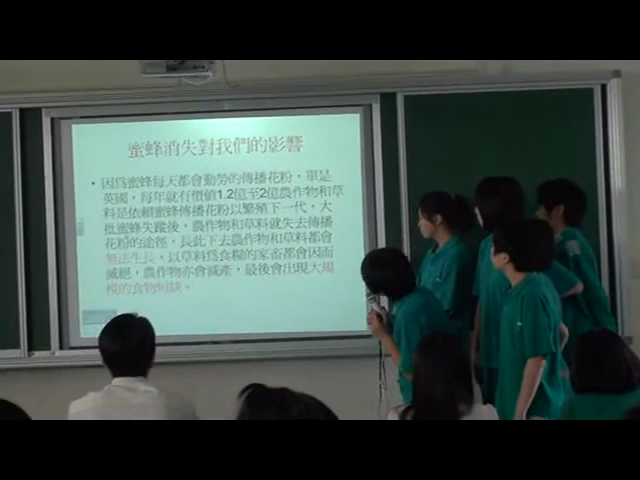 蜜蜂消失對我們的影響
• 因為蜜蜂每天都會勤勞的傳播花粉，單是
英國，每年就有價值1.2億至2億農作物和草
料是依賴蜜蜂傳播花粉以繁殖下一代，大
批蜜蜂失蹤後，農作物和草料就失去傳播
花粉的途徑，長此下去農作物和草料都會
無法生長，以草料為食糧的家畜都會因而
滅絕，農作物亦會減產，最後會出現大規
模的食物短缺。